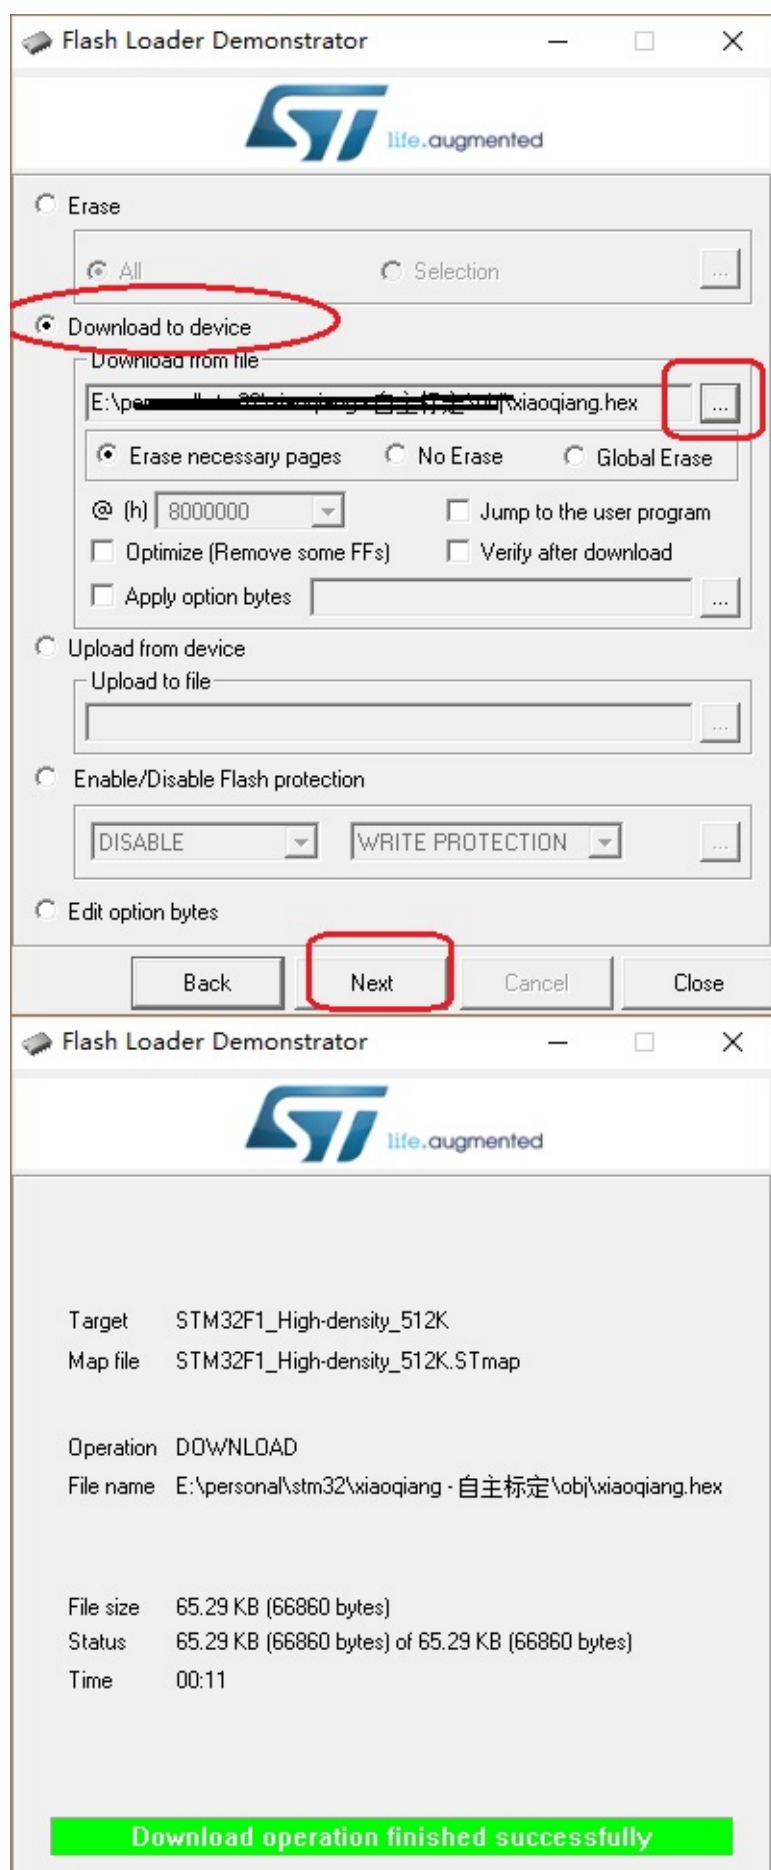 Flash Loader Demonstrator
ST life.augmented
Erase
All Selection ...
Download to device
Download from file
E:\pe \xiaoqiang.hex ...
Erase necessary pages No Erase Global Erase
@ (h) 8000000 Jump to the user program
Optimize (Remove some FFs) Verify after download
Apply option bytes ...
Upload from device
Upload to file
...
Enable/Disable Flash protection
DISABLE WRITE PROTECTION ...
Edit option bytes
Back Next Cancel Close
Flash Loader Demonstrator
ST life.augmented
Target STM32F1_High-density_512K
Map file STM32F1_High-density_512K.STmap
Operation DOWNLOAD
File name E:\personal\stm32\xiaoqiang - 自主标定\obj\xiaoqiang.hex
File size 65.29 KB (66860 bytes)
Status 65.29 KB (66860 bytes) of 65.29 KB (66860 bytes)
Time 00:11
Download operation finished successfully